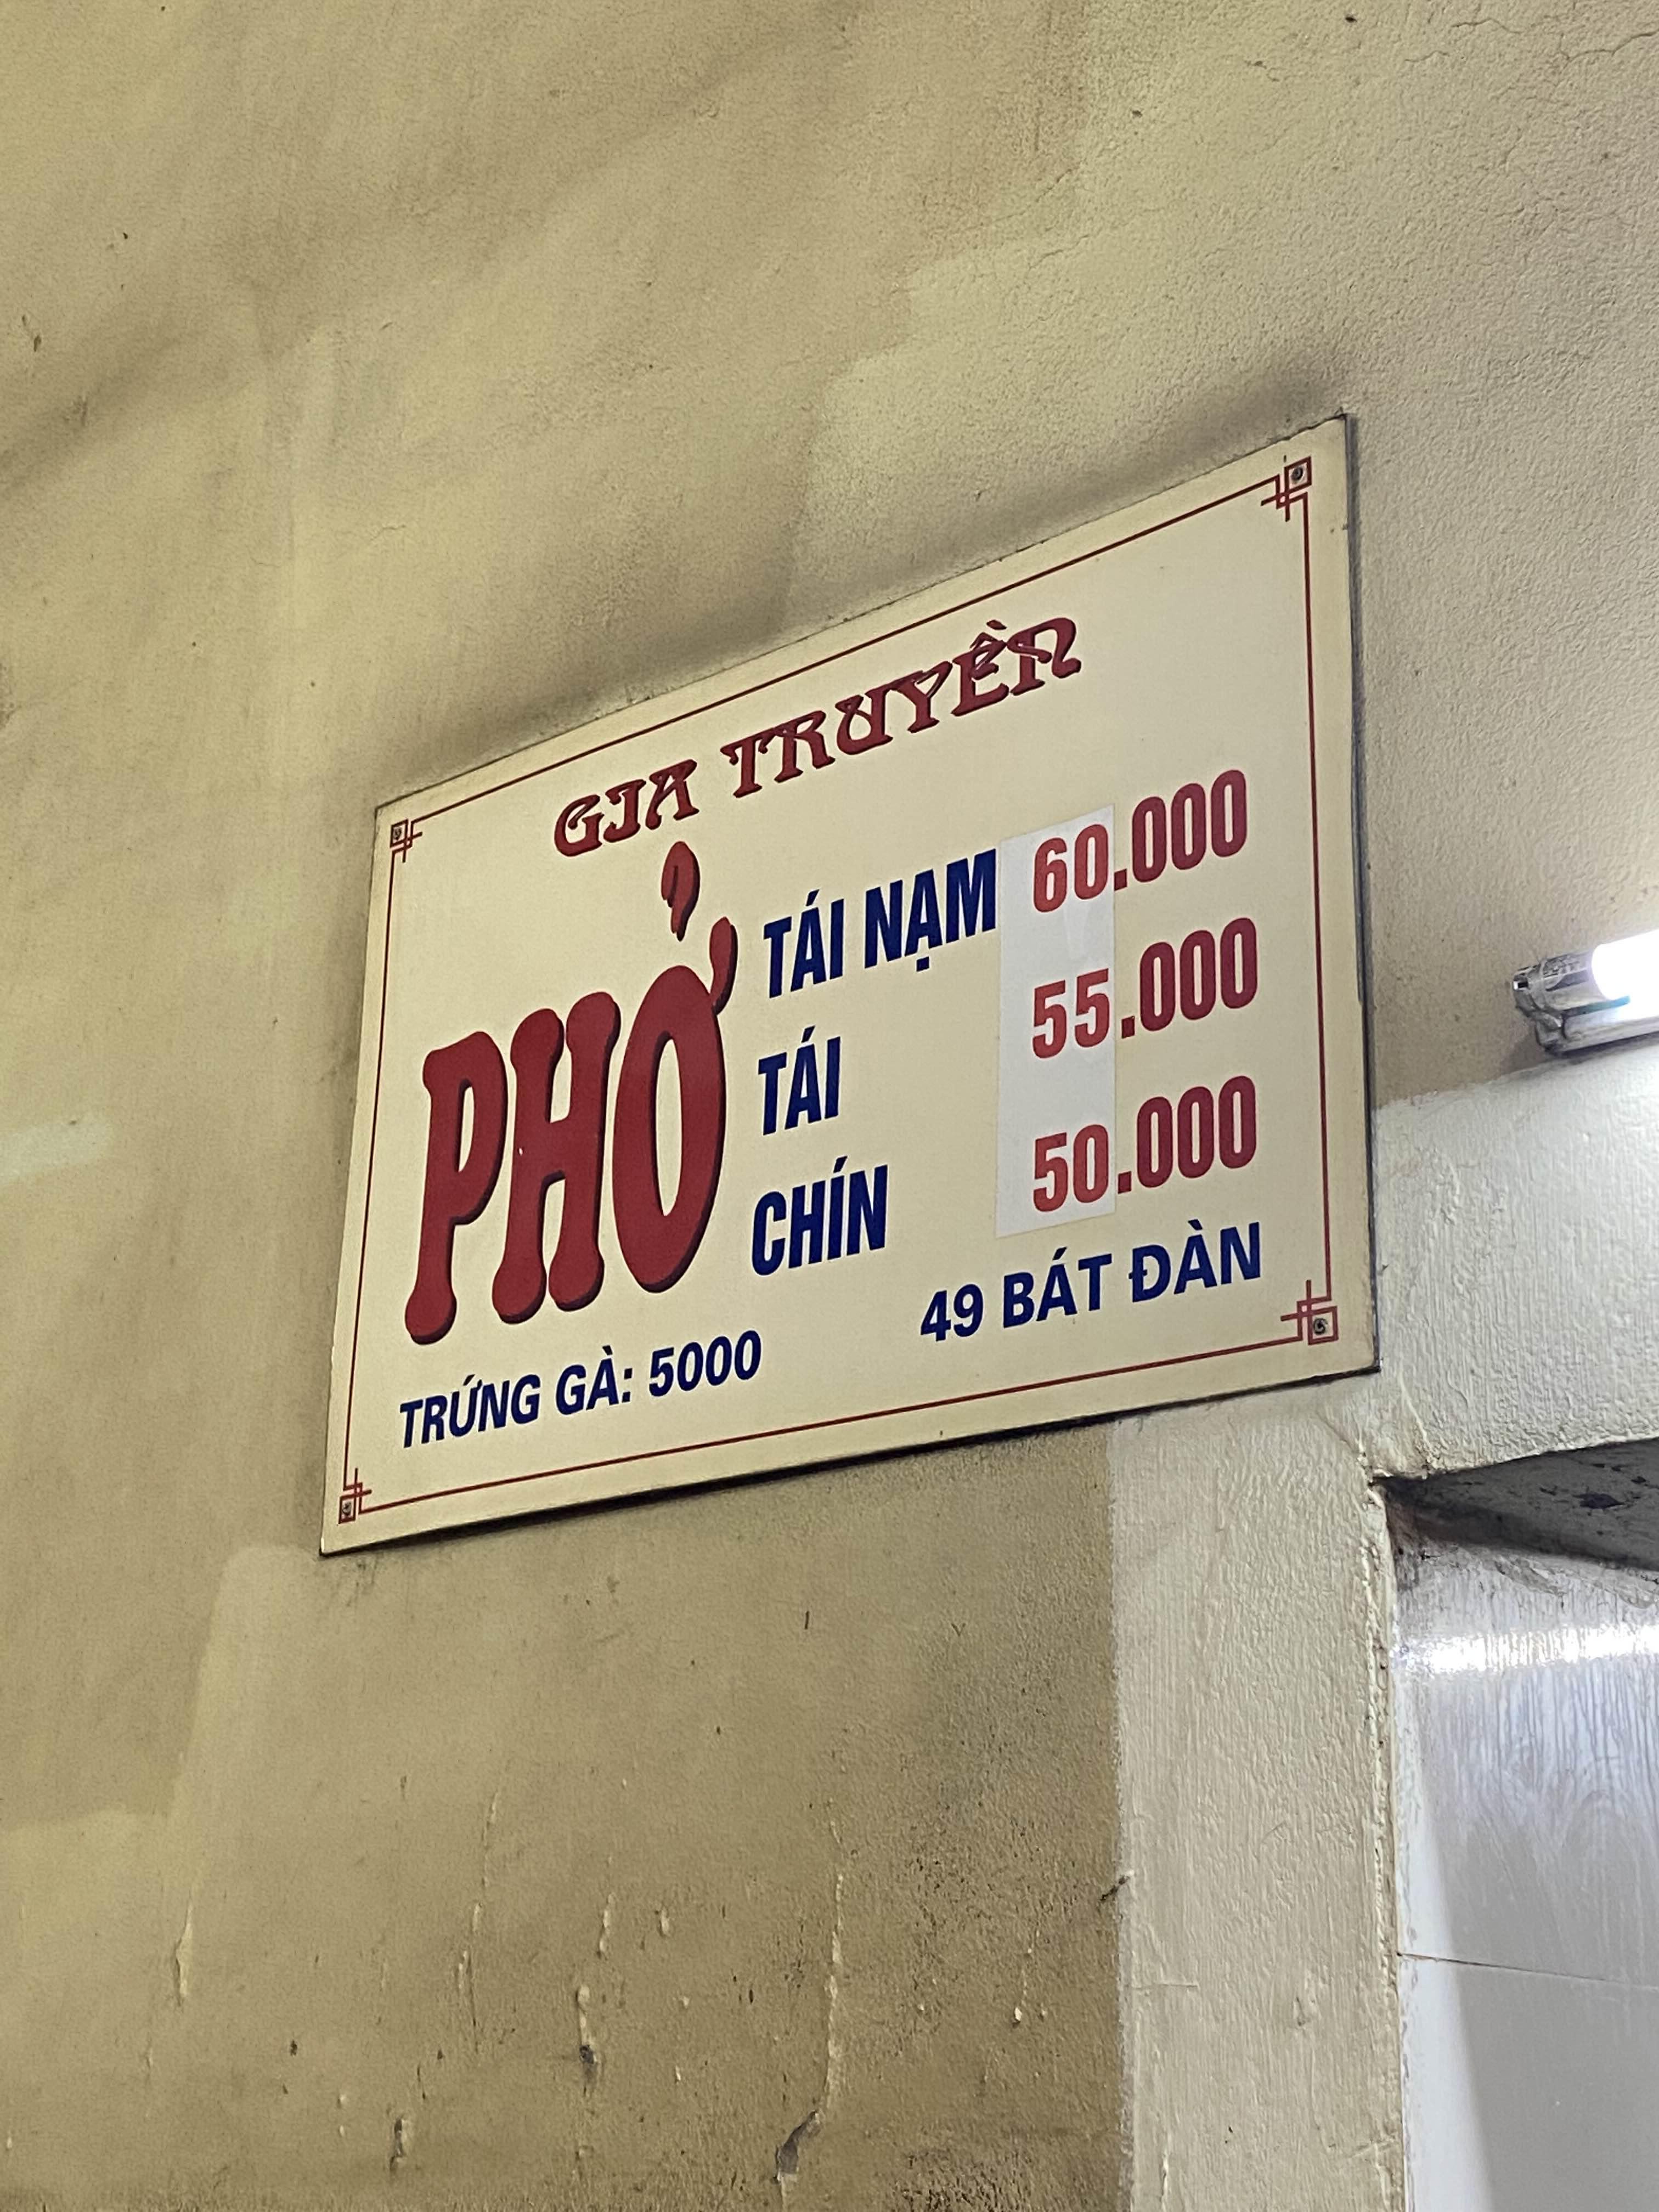 GIA TRUYỀN
PHỞ
TÁI NẠM 60.000
TÁI 55.000
CHÍN 50.000
TRỨNG GÀ: 5000
49 BÁT ĐÀN